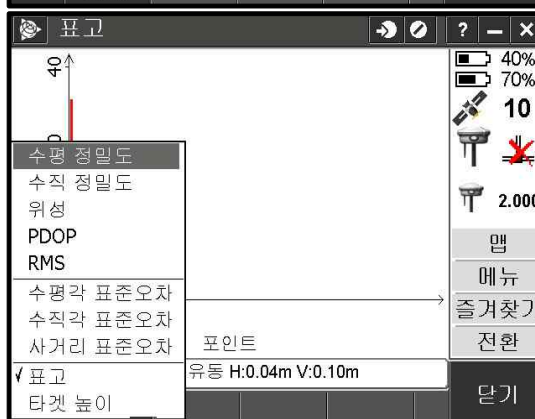 표고
? – ×
40%
70%
40
10
수평 정밀도
수직 정밀도
위성
2.000
PDOP
RMS
맵
메뉴
수평각 표준오차
수직각 표준오차
즐겨찾기
사거리 표준오차
포인트
전환
✓표고
유동 H:0.04m V:0.10m
타겟 높이
닫기